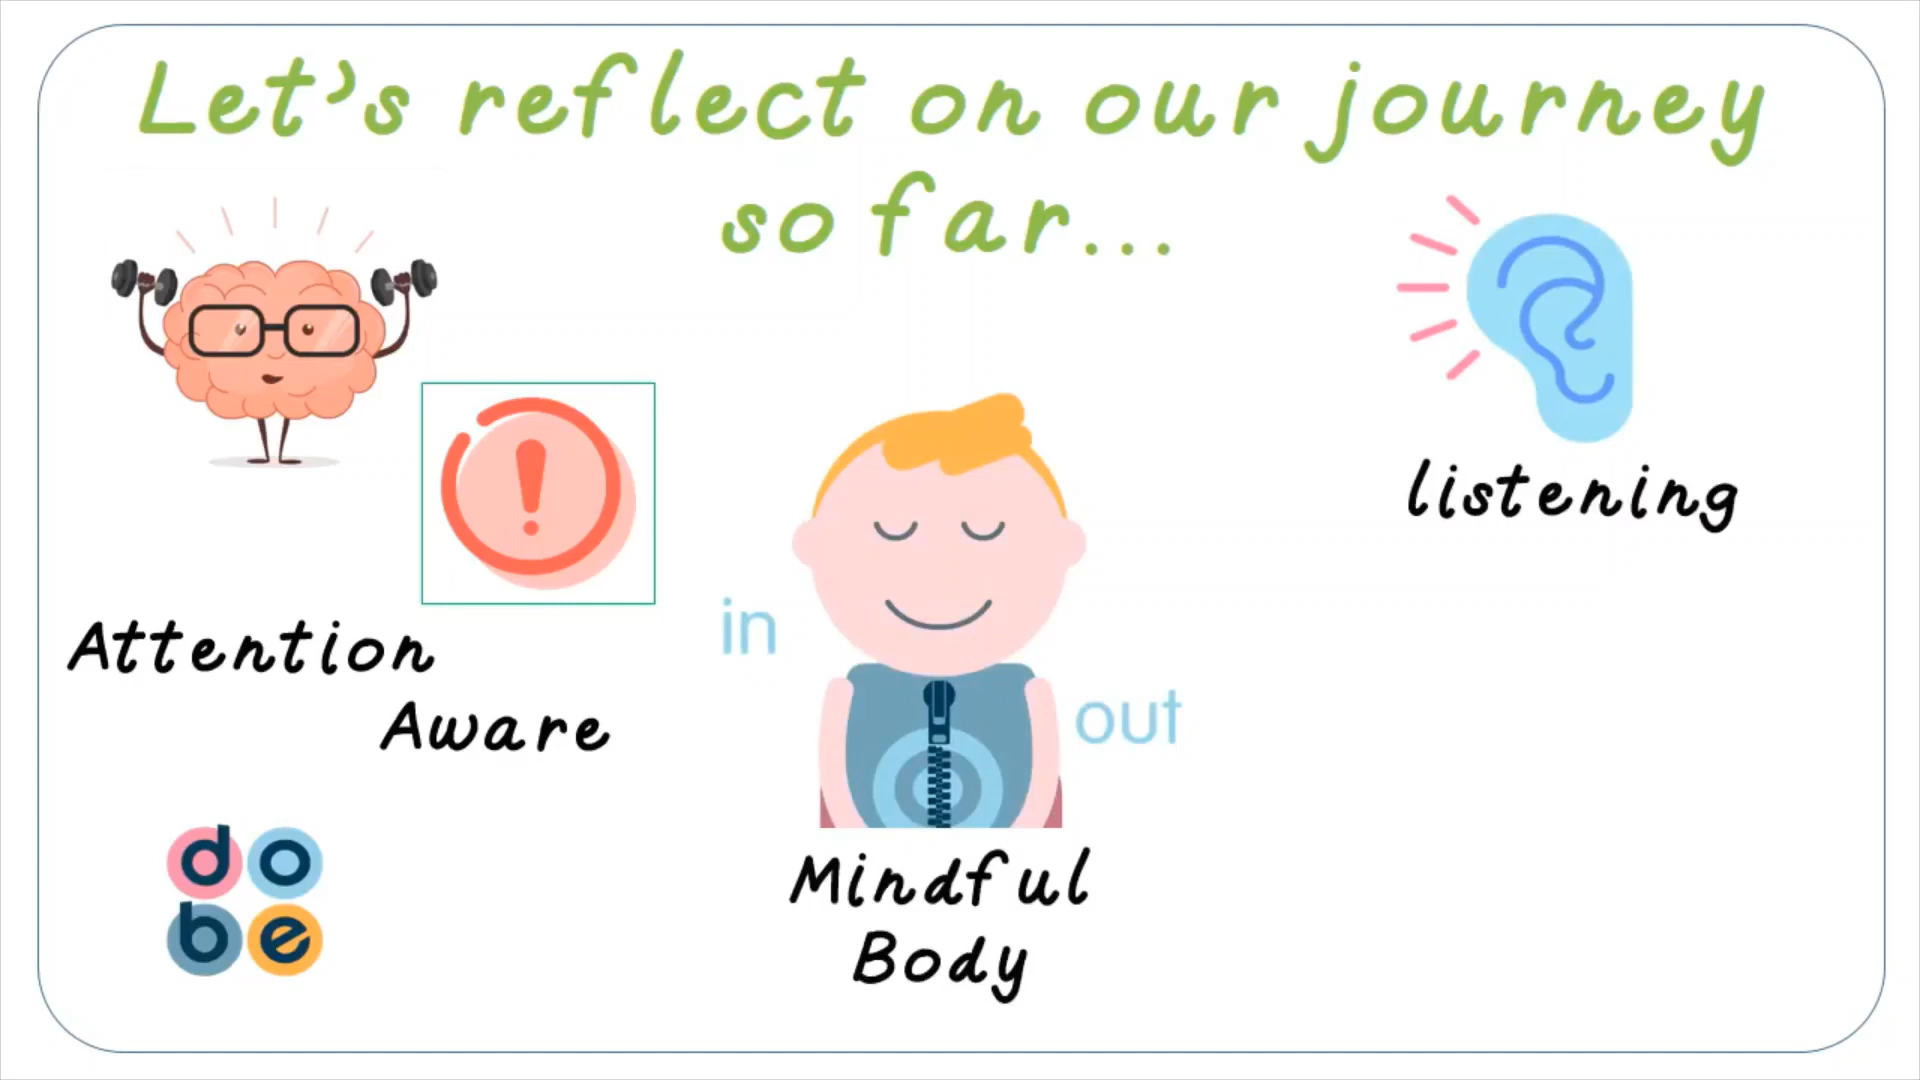 Let's reflect on our journey
so far...
listening
in
out
Attention
Aware
Mindful
Body
do
be